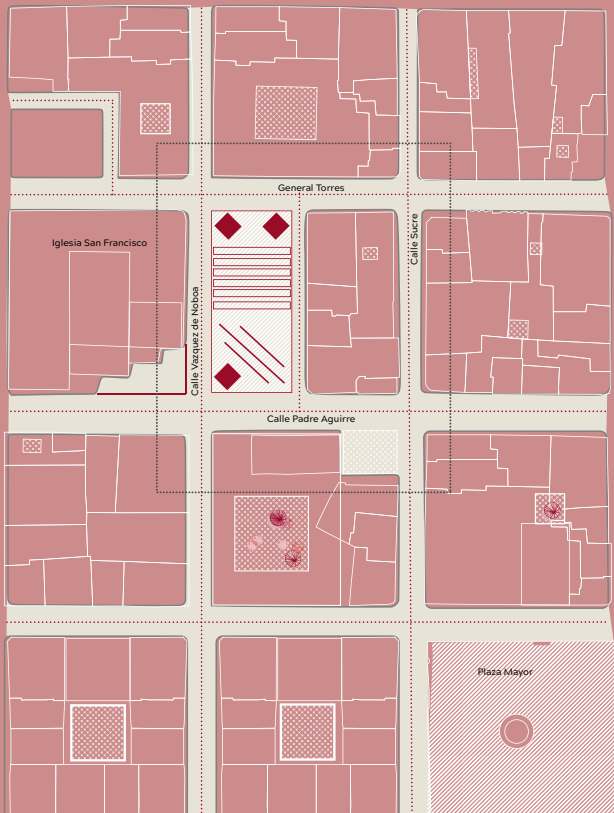 General Torres
Iglesia San Francisco
Calle Sucre
Calle Vazquez de Noboa
Calle Padre Aguirre
Plaza Mayor